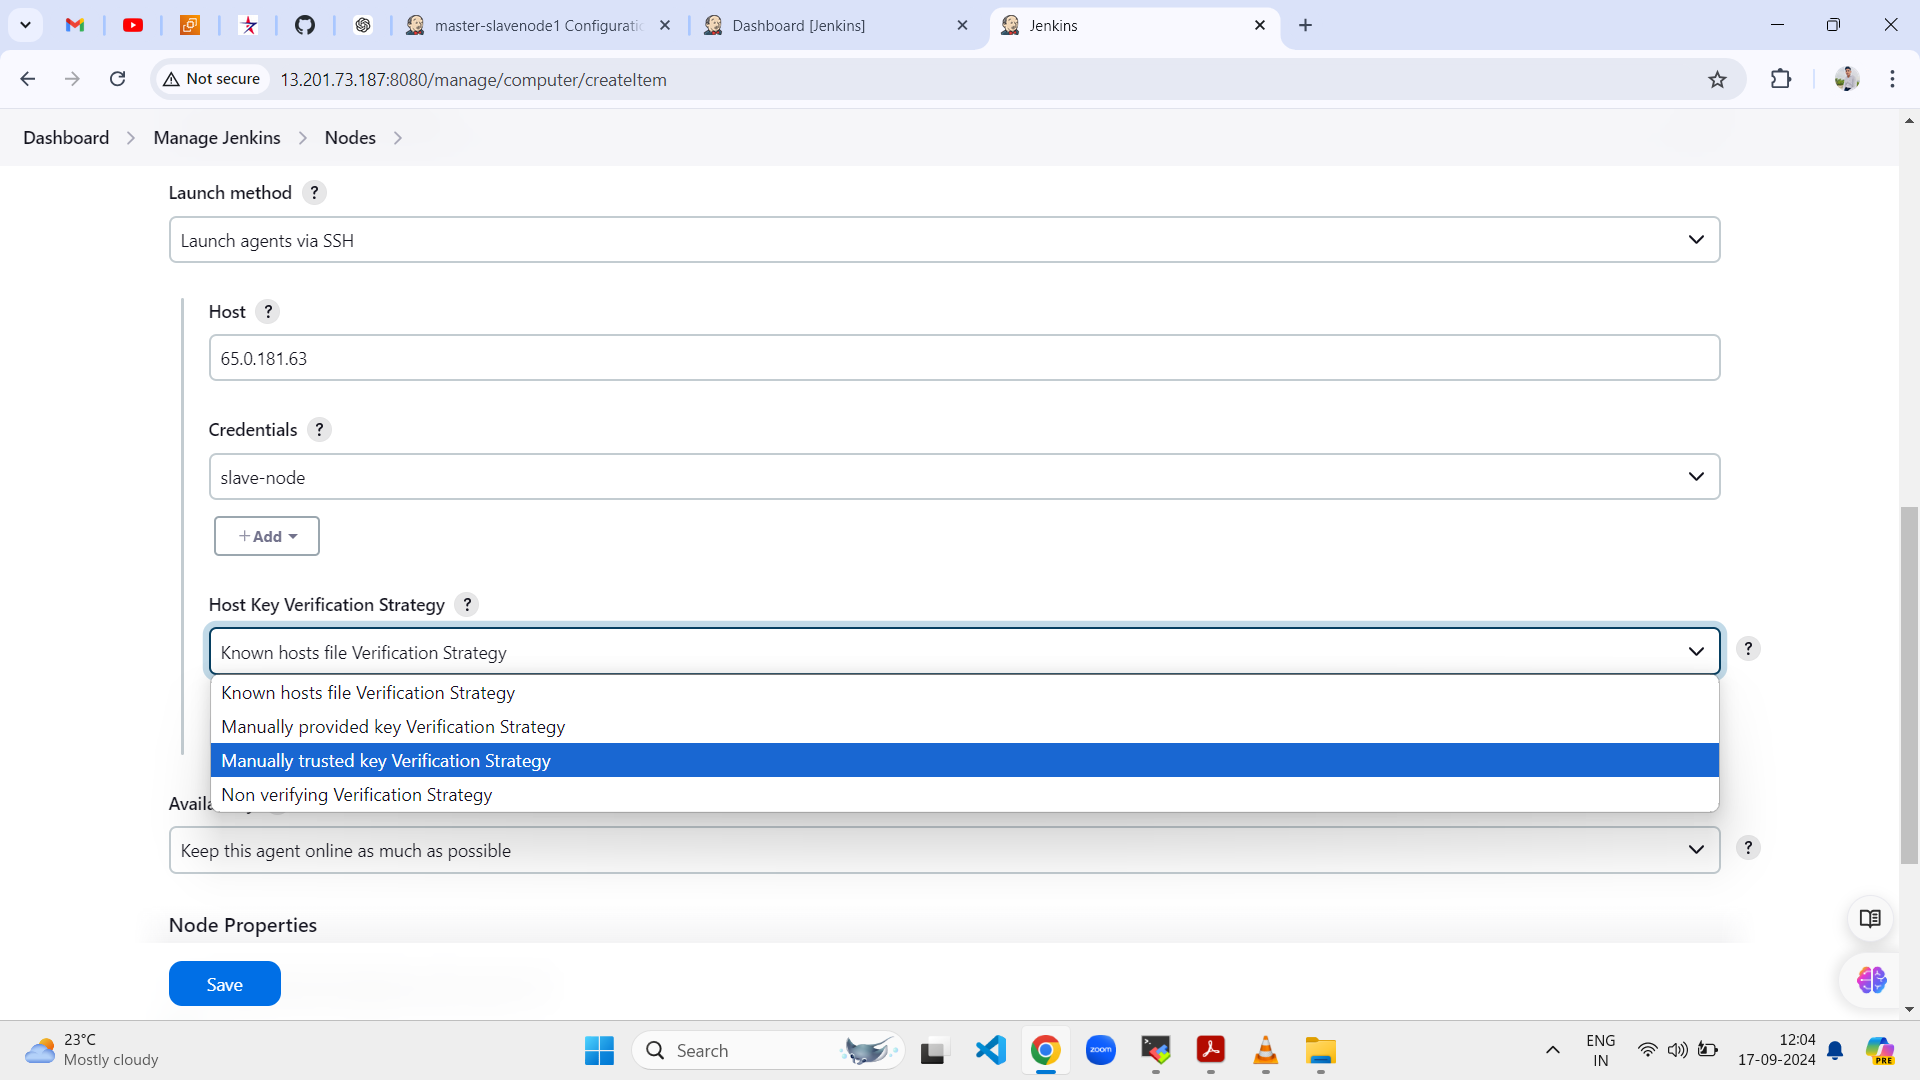 master-slavenode1 Configuratio
Dashboard [Jenkins]
Jenkins
Not secure
13.201.73.187:8080/manage/computer/createItem
Dashboard
Manage Jenkins
Nodes
Launch method ?
Launch agents via SSH
Host ?
65.0.181.63
Credentials ?
slave-node
+ Add
Host Key Verification Strategy ?
Known hosts file Verification Strategy
?
Known hosts file Verification Strategy
Manually provided key Verification Strategy
Manually trusted key Verification Strategy
Non verifying Verification Strategy
Keep this agent online as much as possible
?
Node Properties
Save
23°C
Mostly cloudy
Search
zoom
ENG
IN
12:04
17-09-2024
PRE